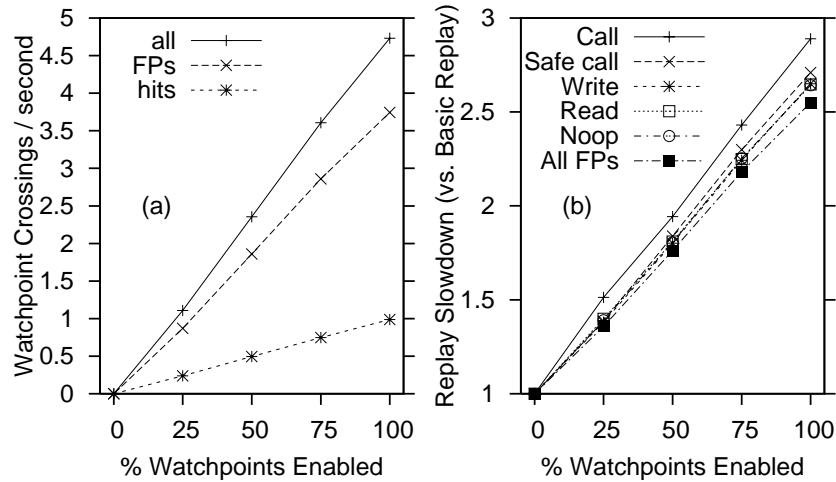 5
4.5
4
3.5
3
2.5
2
1.5
1
0.5
0
Watchpoint Crossings / second
all
FPs
hits
(a)
0 25 50 75 100
% Watchpoints Enabled
3
2.5
2
1.5
1
Replay Slowdown (vs. Basic Replay)
Call
Safe call
Write
Read
Noop
All FPs
(b)
0 25 50 75 100
% Watchpoints Enabled